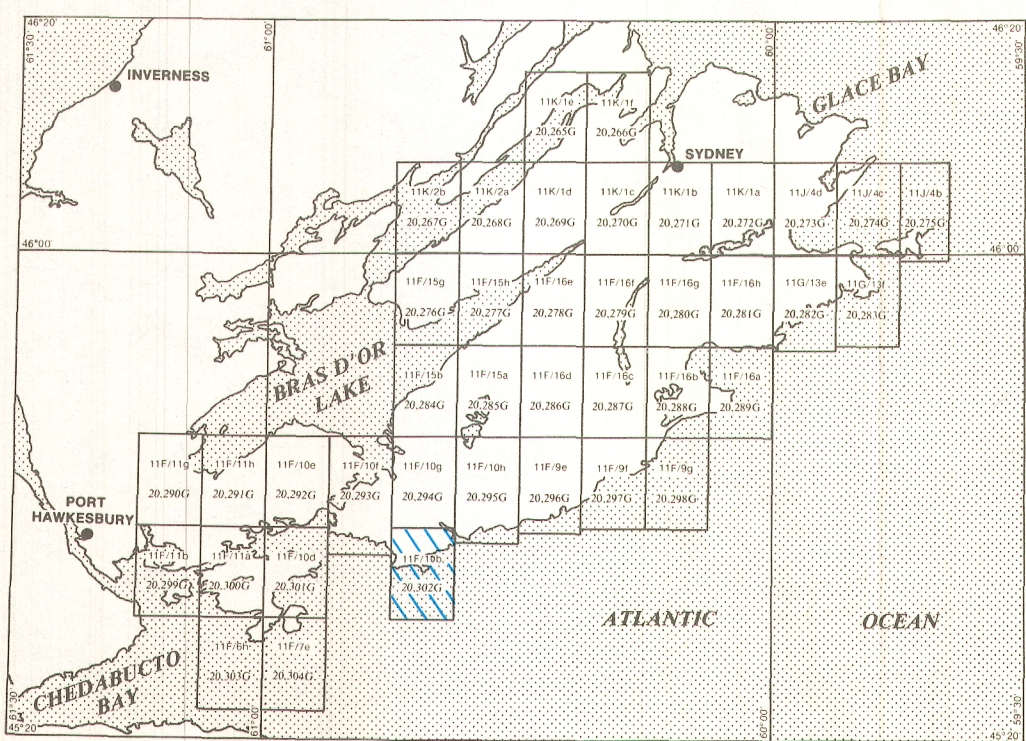 46°20'
61°30'
61°00'
60°00'
46°20'
59°30'
INVERNESS
GLACE BAY
11K/1e
11K/1f
20,265G
20,266G
SYDNEY
11K/2b
11K/2a
11K/1d
11K/1c
11K/1b
11K/1a
11J/4d
11J/4c
11J/4b
20,267G
20,268G
20,269G
20,270G
20,271G
20,272G
20,273G
20,274G
20,275G
46°00'
46°00'
11F/15g
11F/15h
11F/16e
11F/16f
11F/16g
11F/16h
11G/13e
11G/13f
20,276G
20,277G
20,278G
20,279G
20,280G
20,281G
20,282G
20,283G
BRAS D'OR
LAKE
11F/15b
11F/15a
11F/16d
11F/16c
11F/16b
11F/16a
20,284G
20,285G
20,286G
20,287G
20,288G
20,289G
11F/11g
11F/11h
11F/10e
11F/10f
11F/10g
11F/10h
11F/9e
11F/9f
11F/9g
20,290G
20,291G
20,292G
20,293G
20,294G
20,295G
20,296G
20,297G
20,298G
PORT
HAWKESBURY
11F/11b
11F/11a
11F/10d
11F/10b
20,299G
20,300G
20,301G
20,302G
ATLANTIC
OCEAN
11F/6h
11F/7e
20,303G
20,304G
CHEDABUCTO
BAY
61°30'
45°20'
61°00'
60°00'
59°30'
45°20'